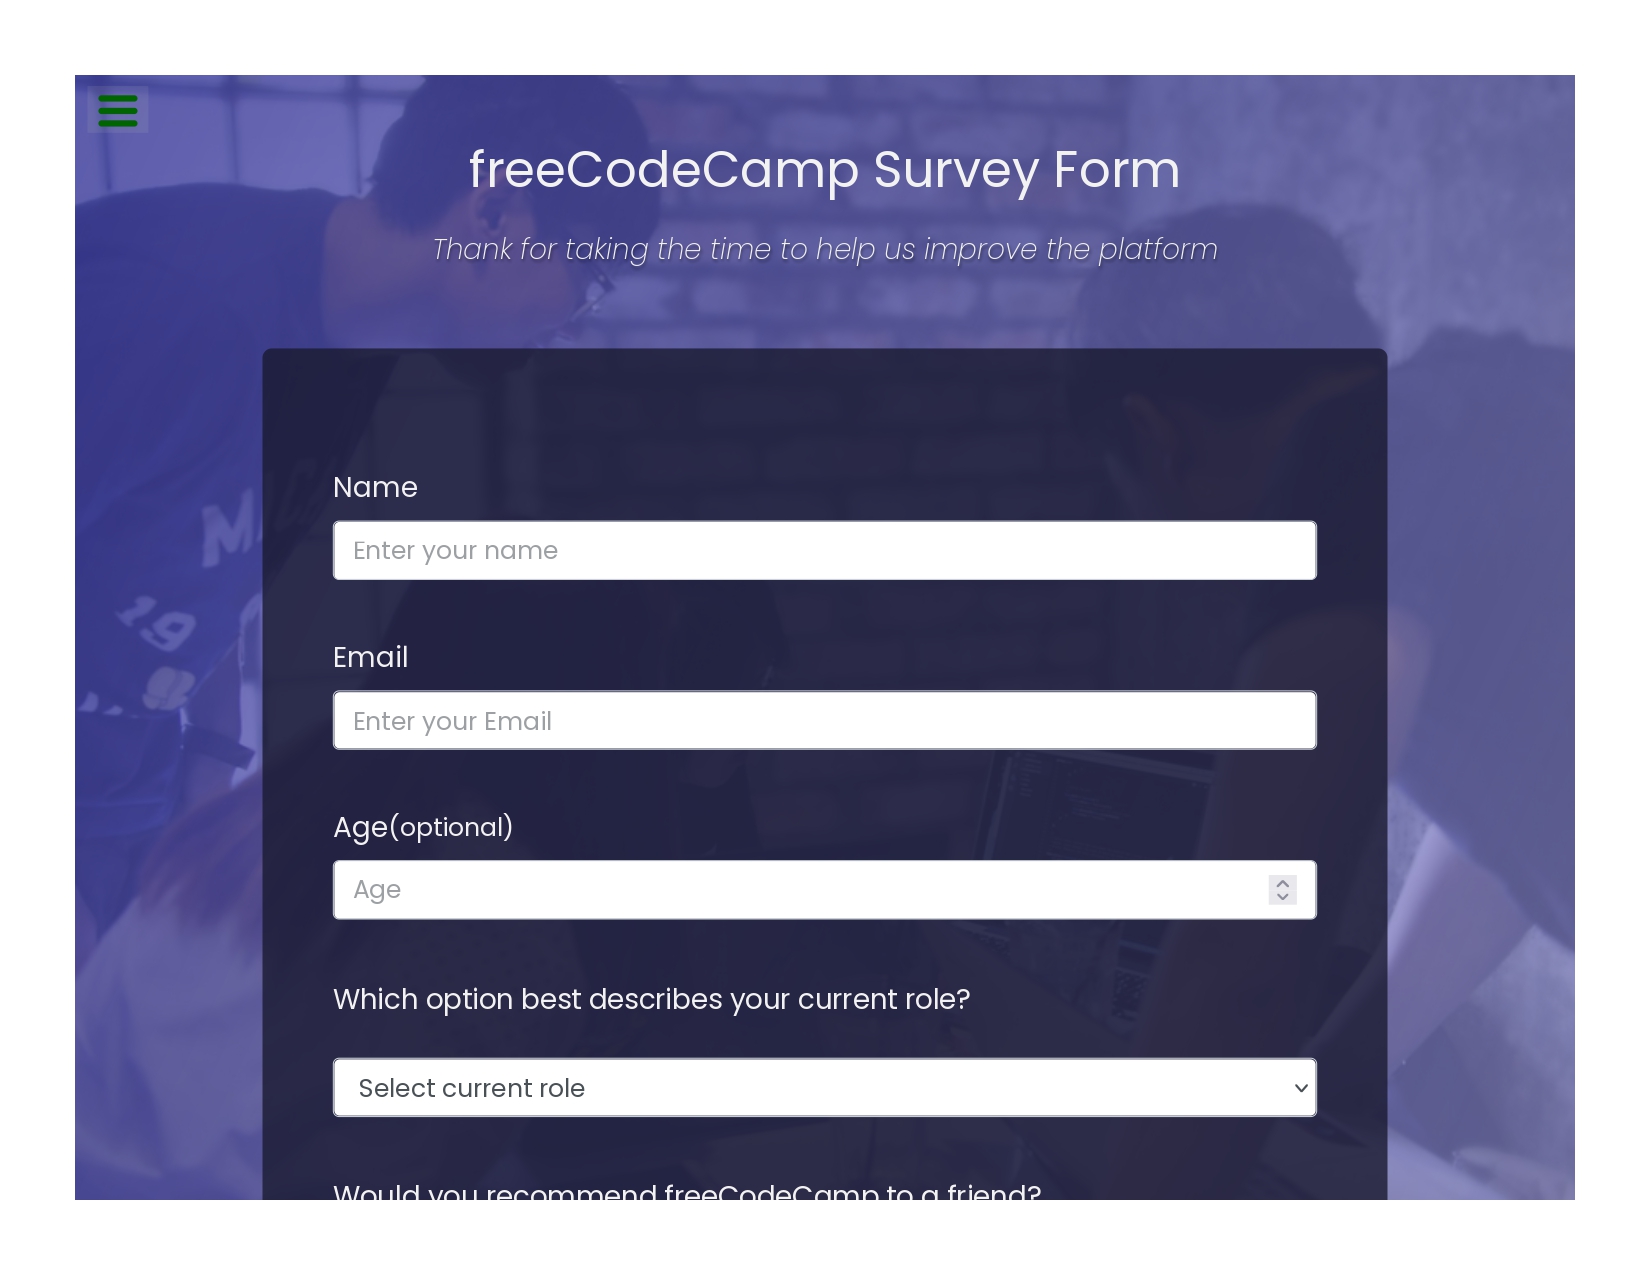 freeCodeCamp Survey Form
Thank for taking the time to help us improve the platform
Name
Enter your name
Email
Enter your Email
Age(optional)
Age
Which option best describes your current role?
Select current role
Would you recommend freeCodeCamp to a friend?
19